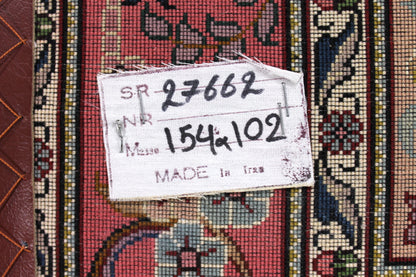 SR 27662
NR
Masse 154x102
MADE in Iran